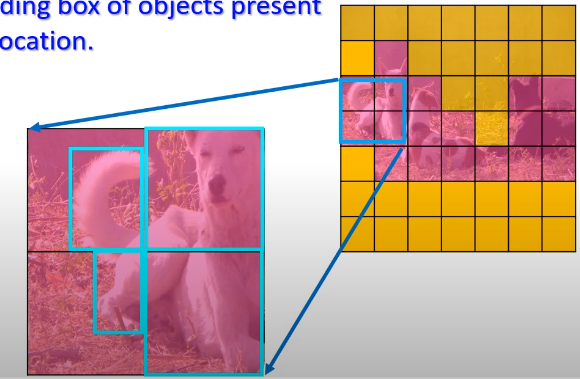 ding box of objects present
ocation.